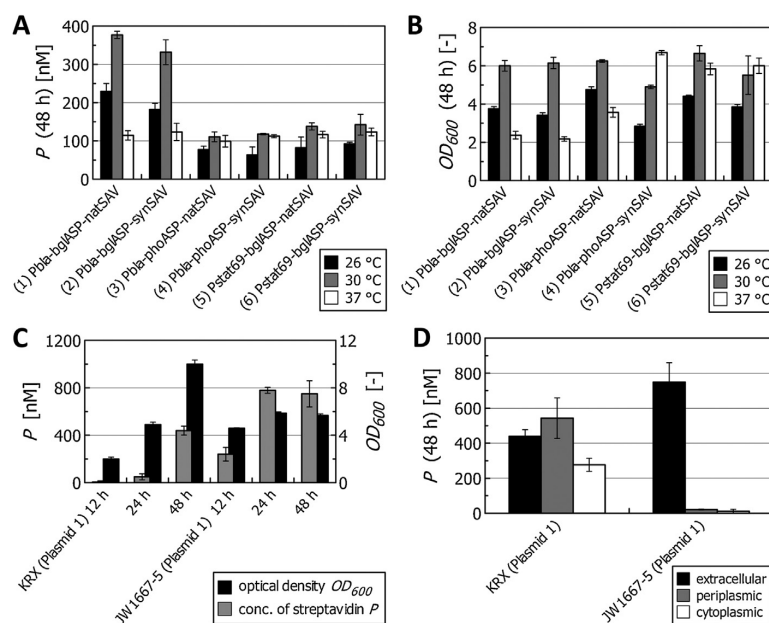 A
P (48 h) [nM]
400
300
200
100
0
(1) Pbla-bglASP-natSAV
(2) Pbla-bglASP-synSAV
(3) Pbla-phoASP-natSAV
(4) Pbla-phoASP-synSAV
(5) Pstat69-bglASP-natSAV
(6) Pstat69-bglASP-synSAV
26 °C
30 °C
37 °C
B
OD600 (48 h) [-]
8
6
4
2
0
(1) Pbla-bglASP-natSAV
(2) Pbla-bglASP-synSAV
(3) Pbla-phoASP-natSAV
(4) Pbla-phoASP-synSAV
(5) Pstat69-bglASP-natSAV
(6) Pstat69-bglASP-synSAV
26 °C
30 °C
37 °C
C
P [nM]
1200
800
400
0
12
8
4
0
OD600 [-]
KRX (Plasmid 1) 12 h
24 h
48 h
JW1667-5 (Plasmid 1) 12 h
24 h
48 h
optical density OD600
conc. of streptavidin P
D
P (48 h) [nM]
1000
800
600
400
200
0
KRX (Plasmid 1)
JW1667-5 (Plasmid 1)
extracellular
periplasmic
cytoplasmic